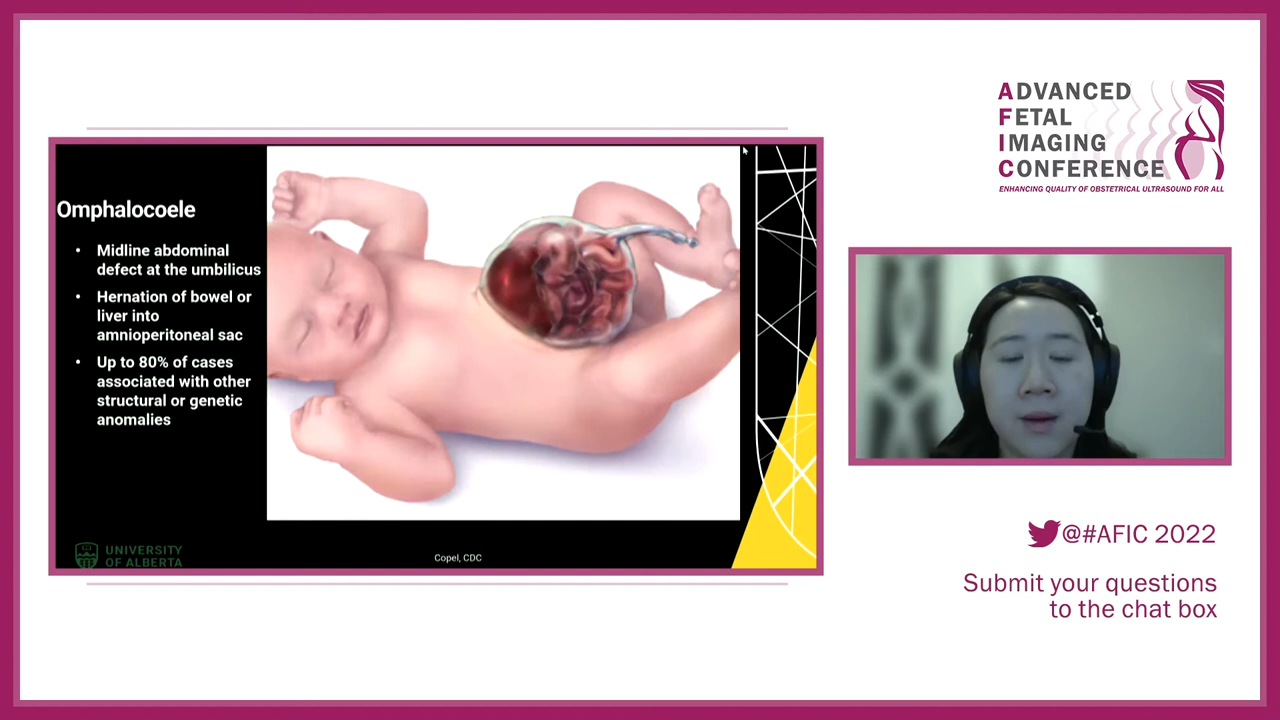 ADVANCED
FETAL
IMAGING
CONFERENCE
ENHANCING QUALITY OF OBSTETRICAL ULTRASOUND FOR ALL
Omphalocoele
• Midline abdominal
defect at the umbilicus
• Hernation of bowel or
liver into
amnioperitoneal sac
• Up to 80% of cases
associated with other
structural or genetic
anomalies
UNIVERSITY
OF ALBERTA
Copel, CDC
@#AFIC 2022
Submit your questions
to the chat box